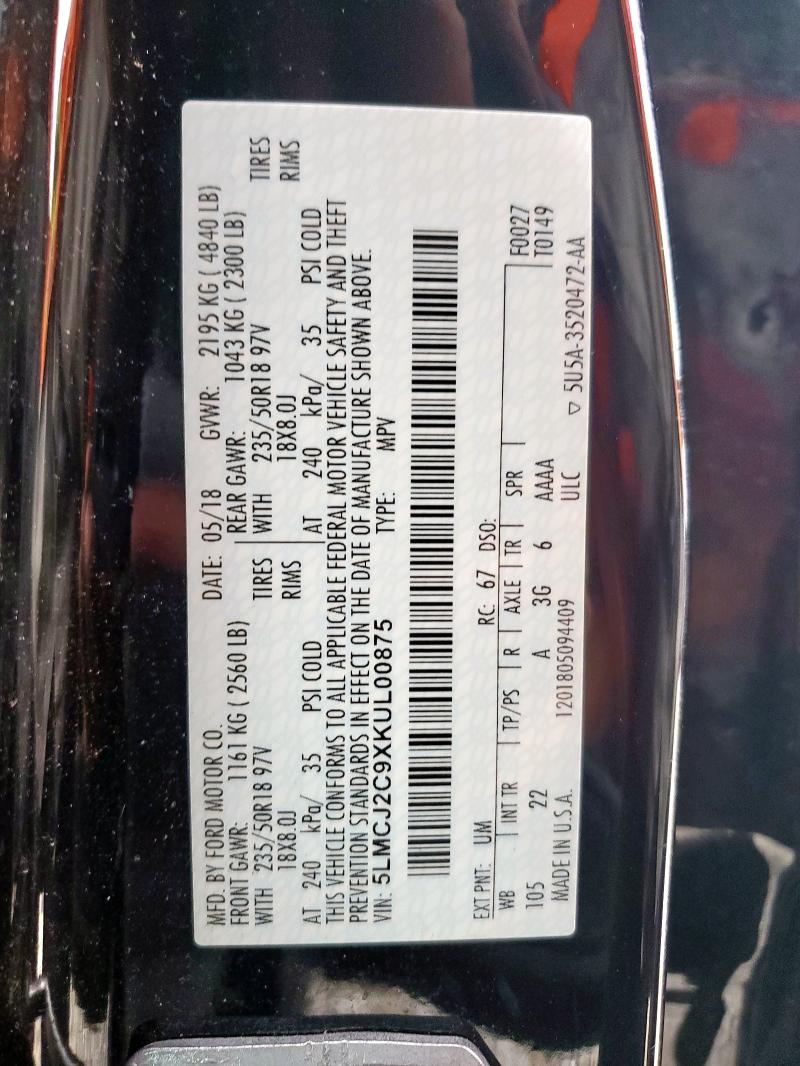 MFD. BY FORD MOTOR CO. DATE: 05/18 GVWR: 2195 KG ( 4840 LB)
FRONT GAWR: 1161 KG ( 2560 LB) REAR GAWR: 1043 KG ( 2300 LB)
WITH 235/50R18 97V TIRES WITH 235/50R18 97V TIRES
18X8.0J RIMS 18X8.0J RIMS
AT 240 kPa/ 35 PSI COLD AT 240 kPa/ 35 PSI COLD
THIS VEHICLE CONFORMS TO ALL APPLICABLE FEDERAL MOTOR VEHICLE SAFETY AND THEFT
PREVENTION STANDARDS IN EFFECT ON THE DATE OF MANUFACTURE SHOWN ABOVE.
VIN: 5LMCJ2C9XKUL00875 TYPE: MPV
EXT PNT: UM RC: 67 DSO:
WB INT TR TP/PS R AXLE TR SPR F0027
105 22 A 3G 6 AAAA T0149
MADE IN U.S.A. 1201805094409 ULC ▽ 5U5A-3520472-AA